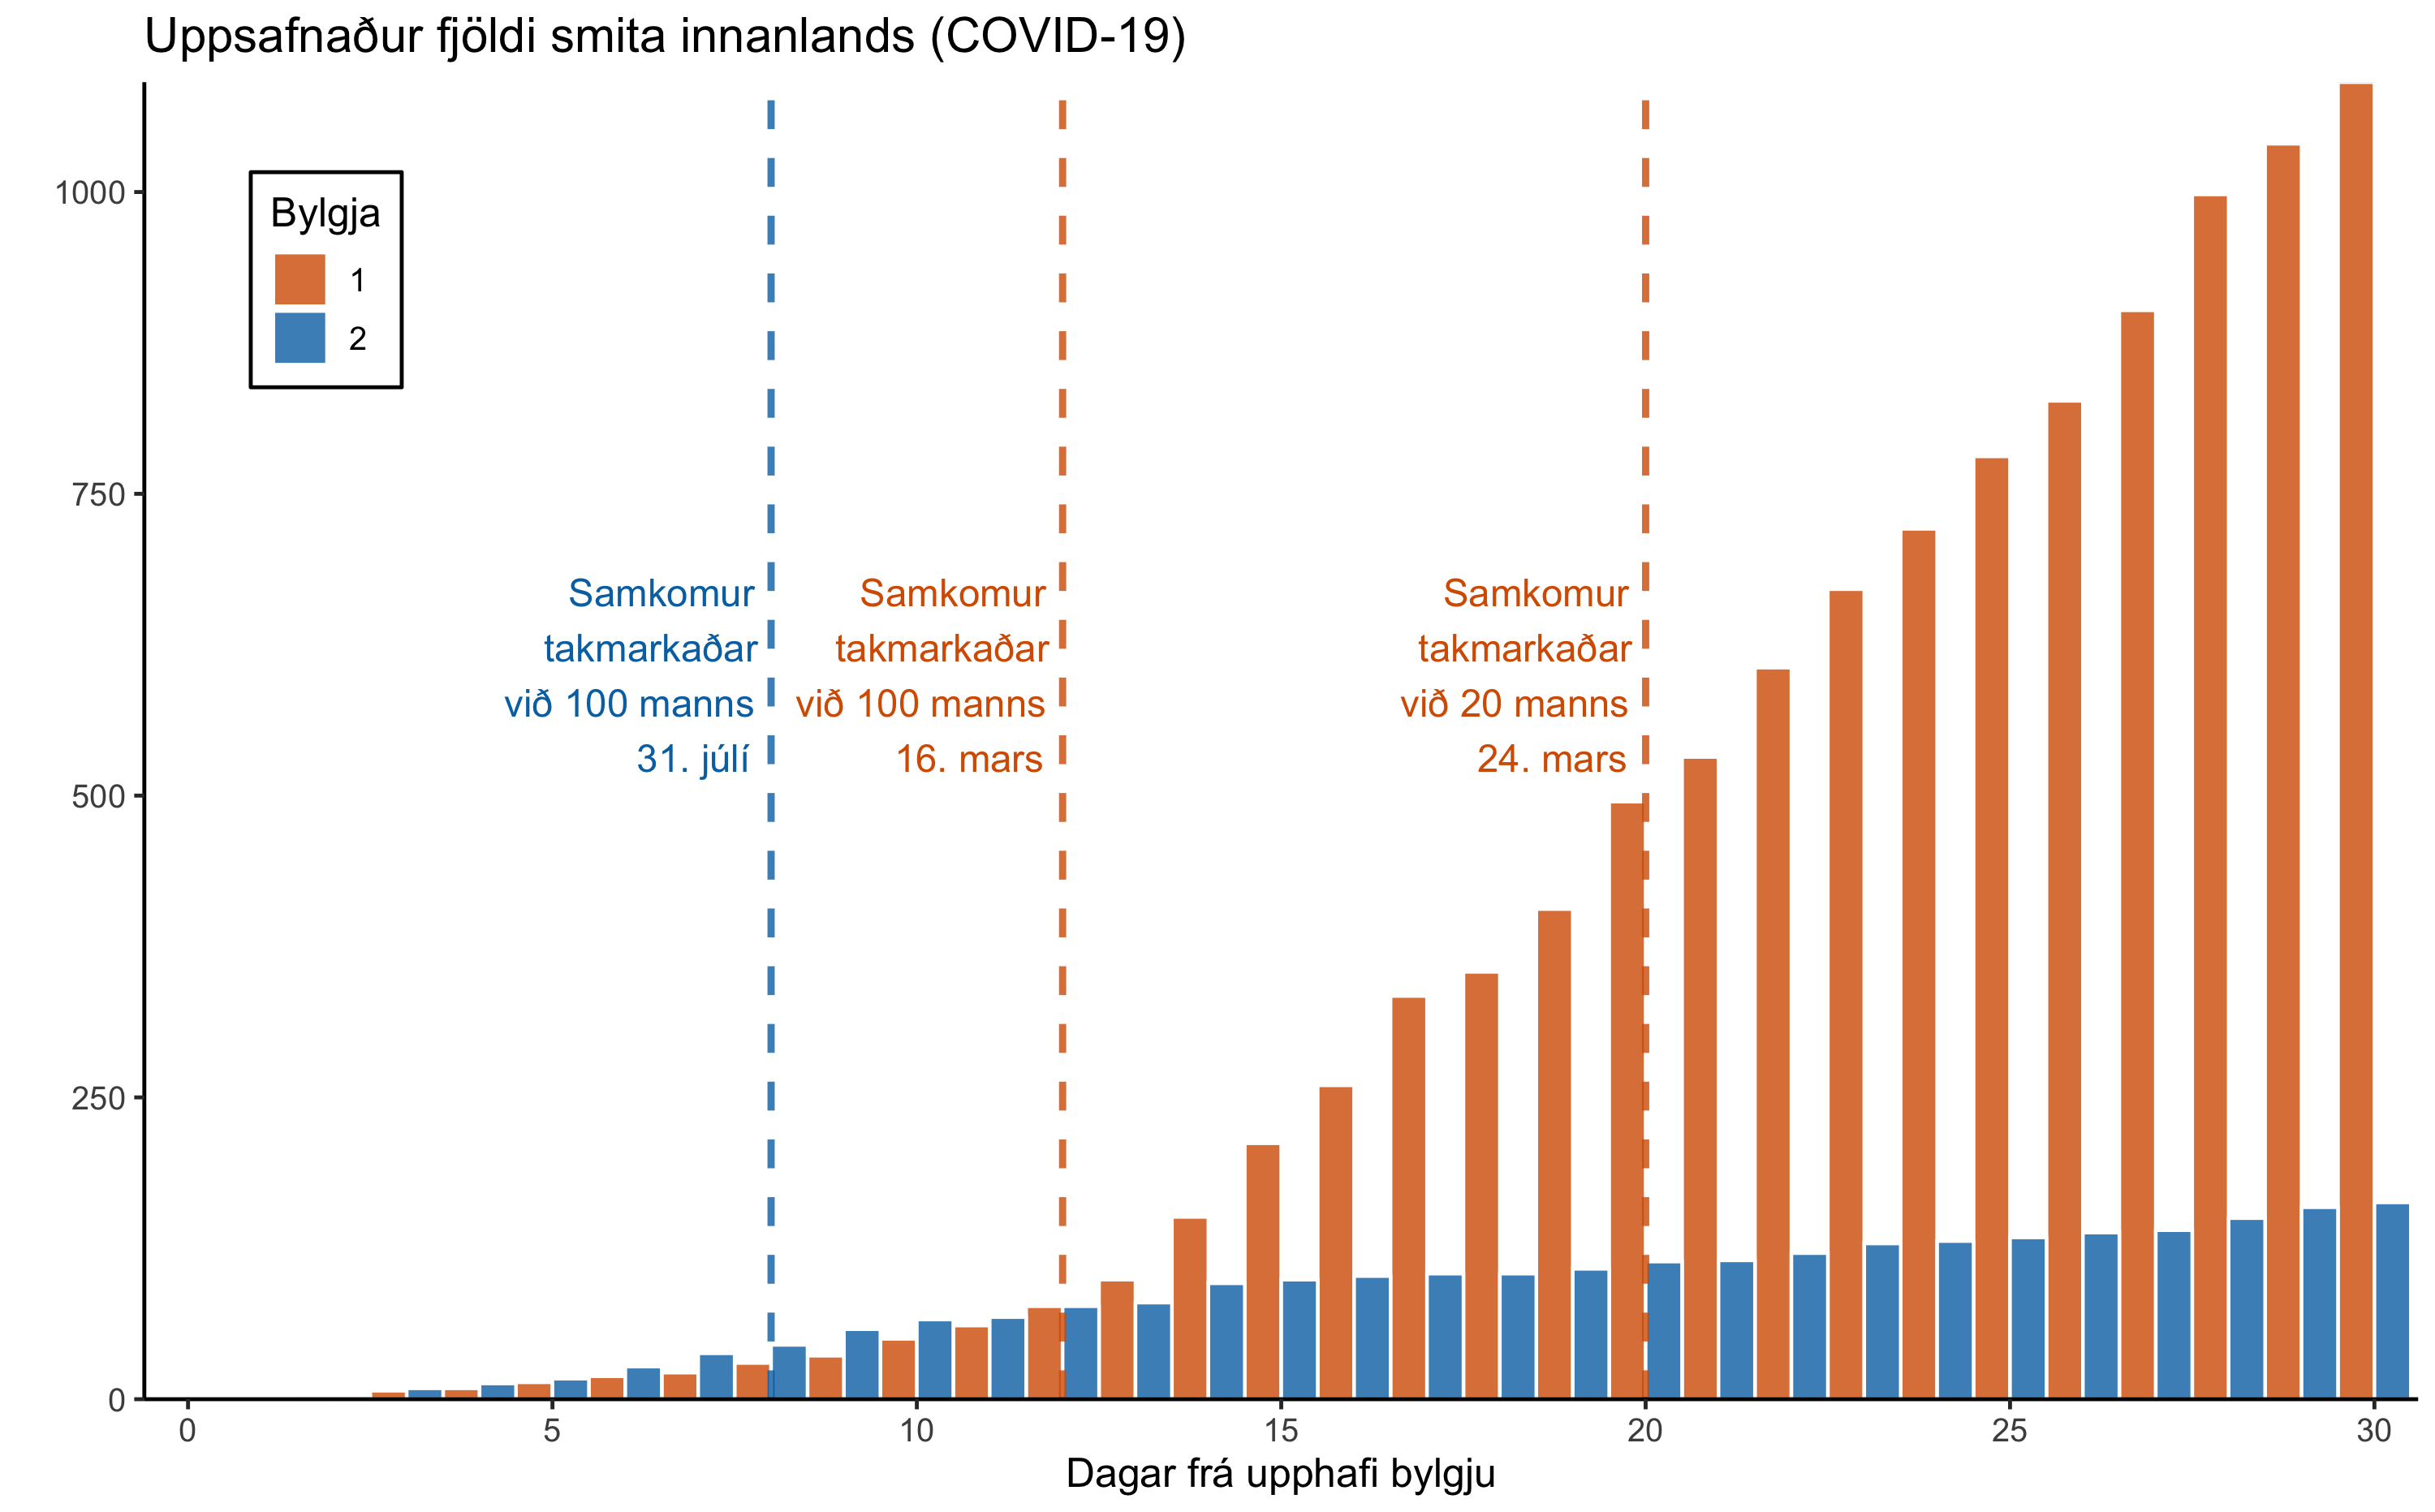 Uppsafnaður fjöldi smita innanlands (COVID-19)
1000
750
500
250
0
Bylgja
1
2
Samkomur
takmarkaðar
við 100 manns
31. júlí
Samkomur
takmarkaðar
við 100 manns
16. mars
Samkomur
takmarkaðar
við 20 manns
24. mars
0 5 10 15 20 25 30
Dagar frá upphafi bylgju